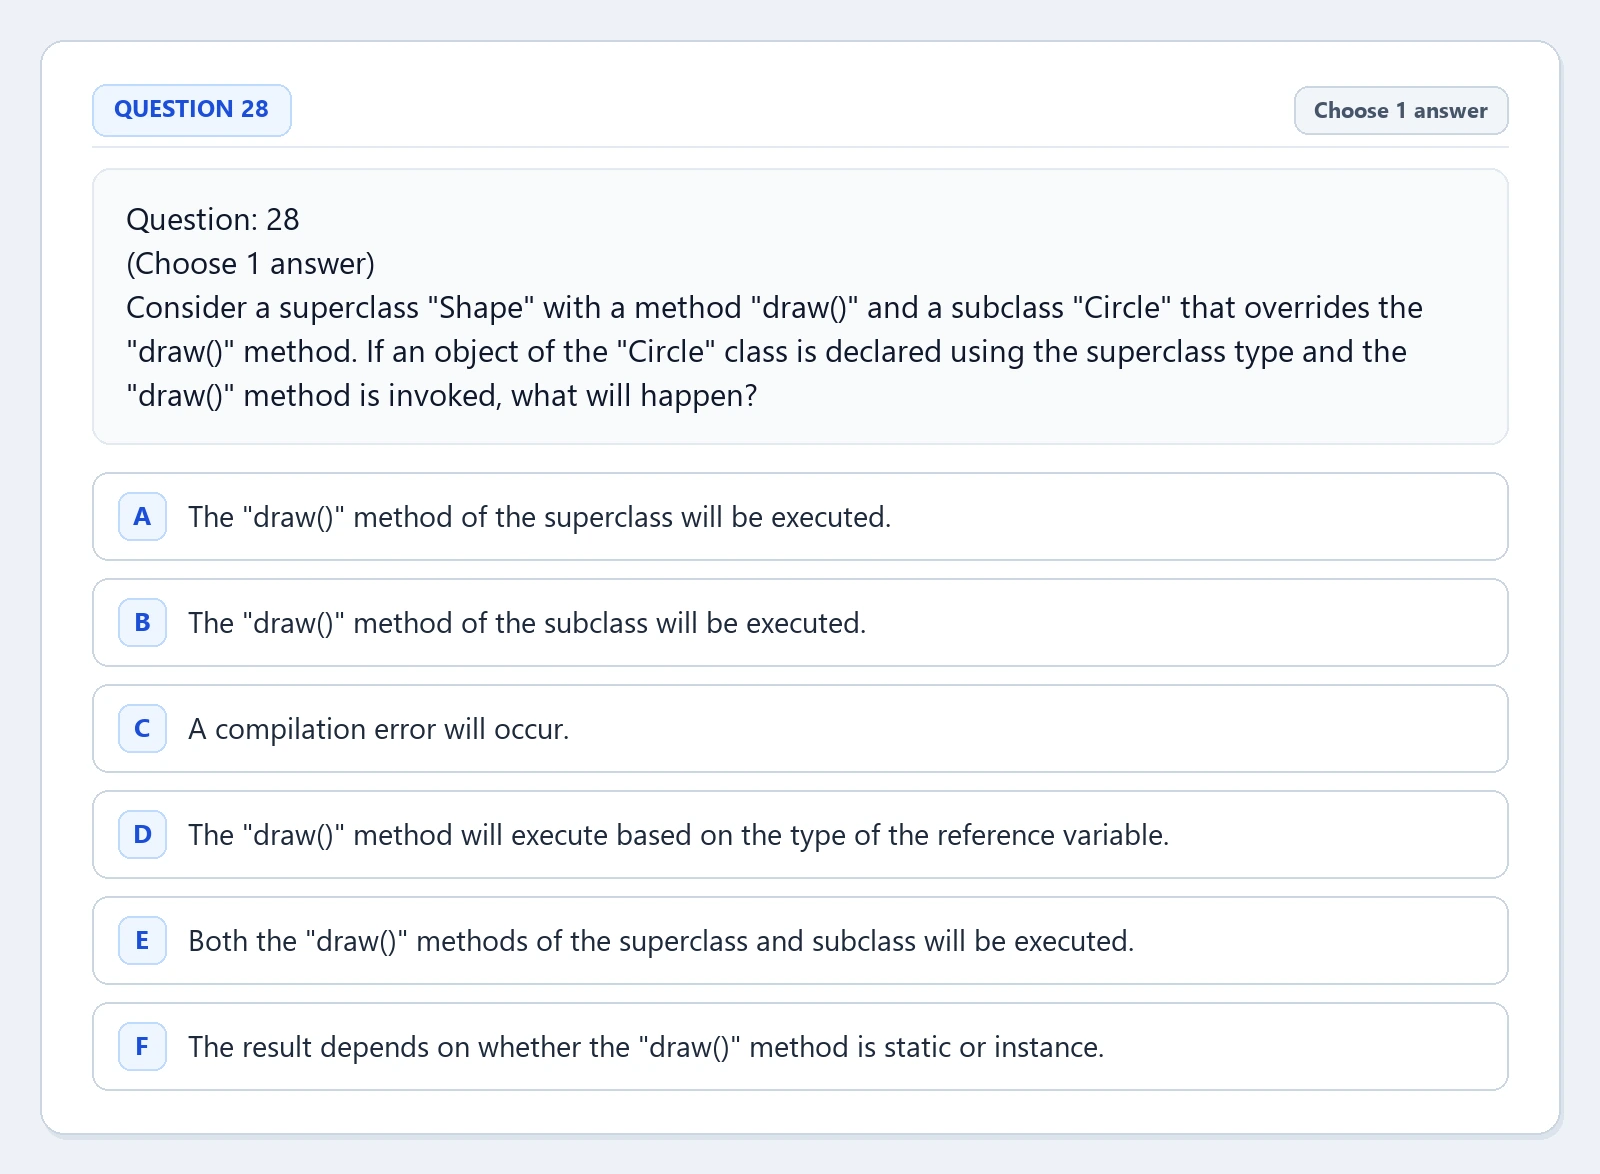 QUESTION 28
Choose 1 answer
Question: 28
(Choose 1 answer)
Consider a superclass "Shape" with a method "draw()" and a subclass "Circle" that overrides the
"draw()" method. If an object of the "Circle" class is declared using the superclass type and the
"draw()" method is invoked, what will happen?
A The "draw()" method of the superclass will be executed.
B The "draw()" method of the subclass will be executed.
C A compilation error will occur.
D The "draw()" method will execute based on the type of the reference variable.
E Both the "draw()" methods of the superclass and subclass will be executed.
F The result depends on whether the "draw()" method is static or instance.